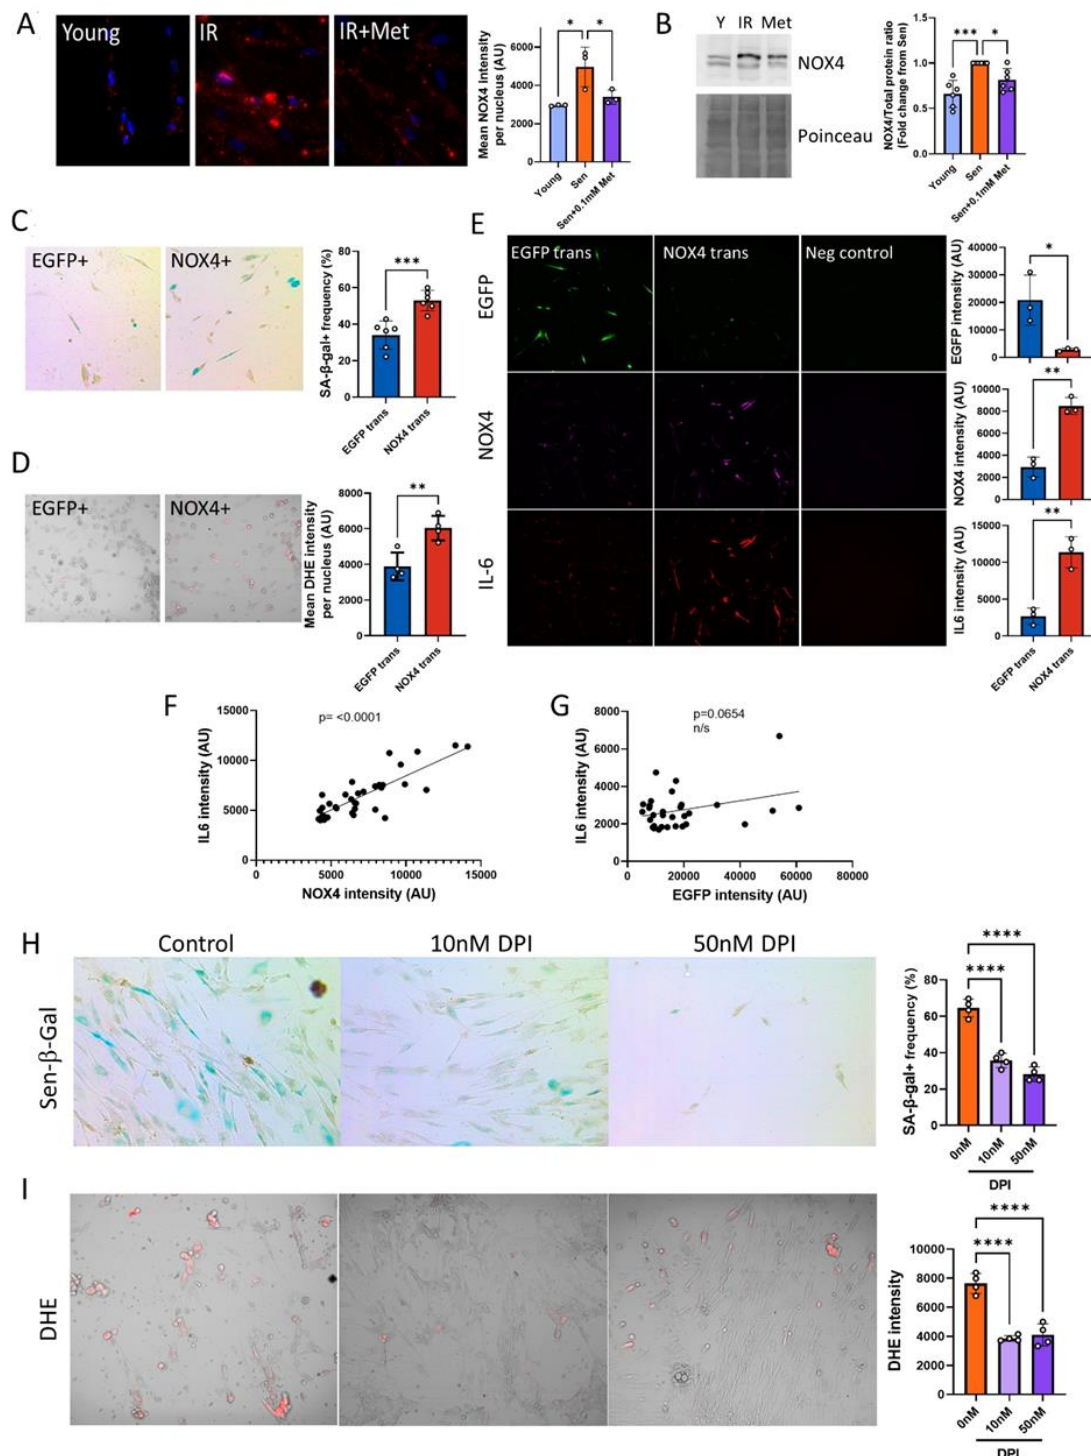 A
Young
IR
IR+Met
Mean NOX4 intensity
per nucleus (AU)
6000
4000
2000
0
*
*
Young
Sen
Sen+0.1mM Met
B
Y IR Met
NOX4
Poinceau
NOX4/Total protein ratio
(Fold change from Sen)
1.5
1.0
0.5
0.0
***
*
Young
Sen
Sen+0.1mM Met
C
EGFP+
NOX4+
SA-β-gal+ frequency (%)
80
60
40
20
0
***
EGFP trans
NOX4 trans
D
EGFP+
NOX4+
Mean DHE intensity
per nucleus (AU)
8000
6000
4000
2000
0
**
EGFP trans
NOX4 trans
E
EGFP trans
NOX4 trans
Neg control
EGFP
NOX4
IL-6
EGFP intensity (AU)
40000
30000
20000
10000
0
*
NOX4 intensity (AU)
10000
8000
6000
4000
2000
0
**
IL6 intensity (AU)
15000
10000
5000
0
**
EGFP trans
NOX4 trans
F
p= <0.0001
IL6 intensity (AU)
15000
10000
5000
0
0
5000
10000
15000
NOX4 intensity (AU)
G
p=0.0654
n/s
IL6 intensity (AU)
8000
6000
4000
2000
0
0
20000
40000
60000
80000
EGFP intensity (AU)
H
Control
10nM DPI
50nM DPI
Sen-β-Gal
SA-β-gal+ frequency (%)
80
60
40
20
0
****
****
0nM
10nM
50nM
DPI
I
DHE
DHE intensity
10000
8000
6000
4000
2000
0
****
****
0nM
10nM
50nM
DPI